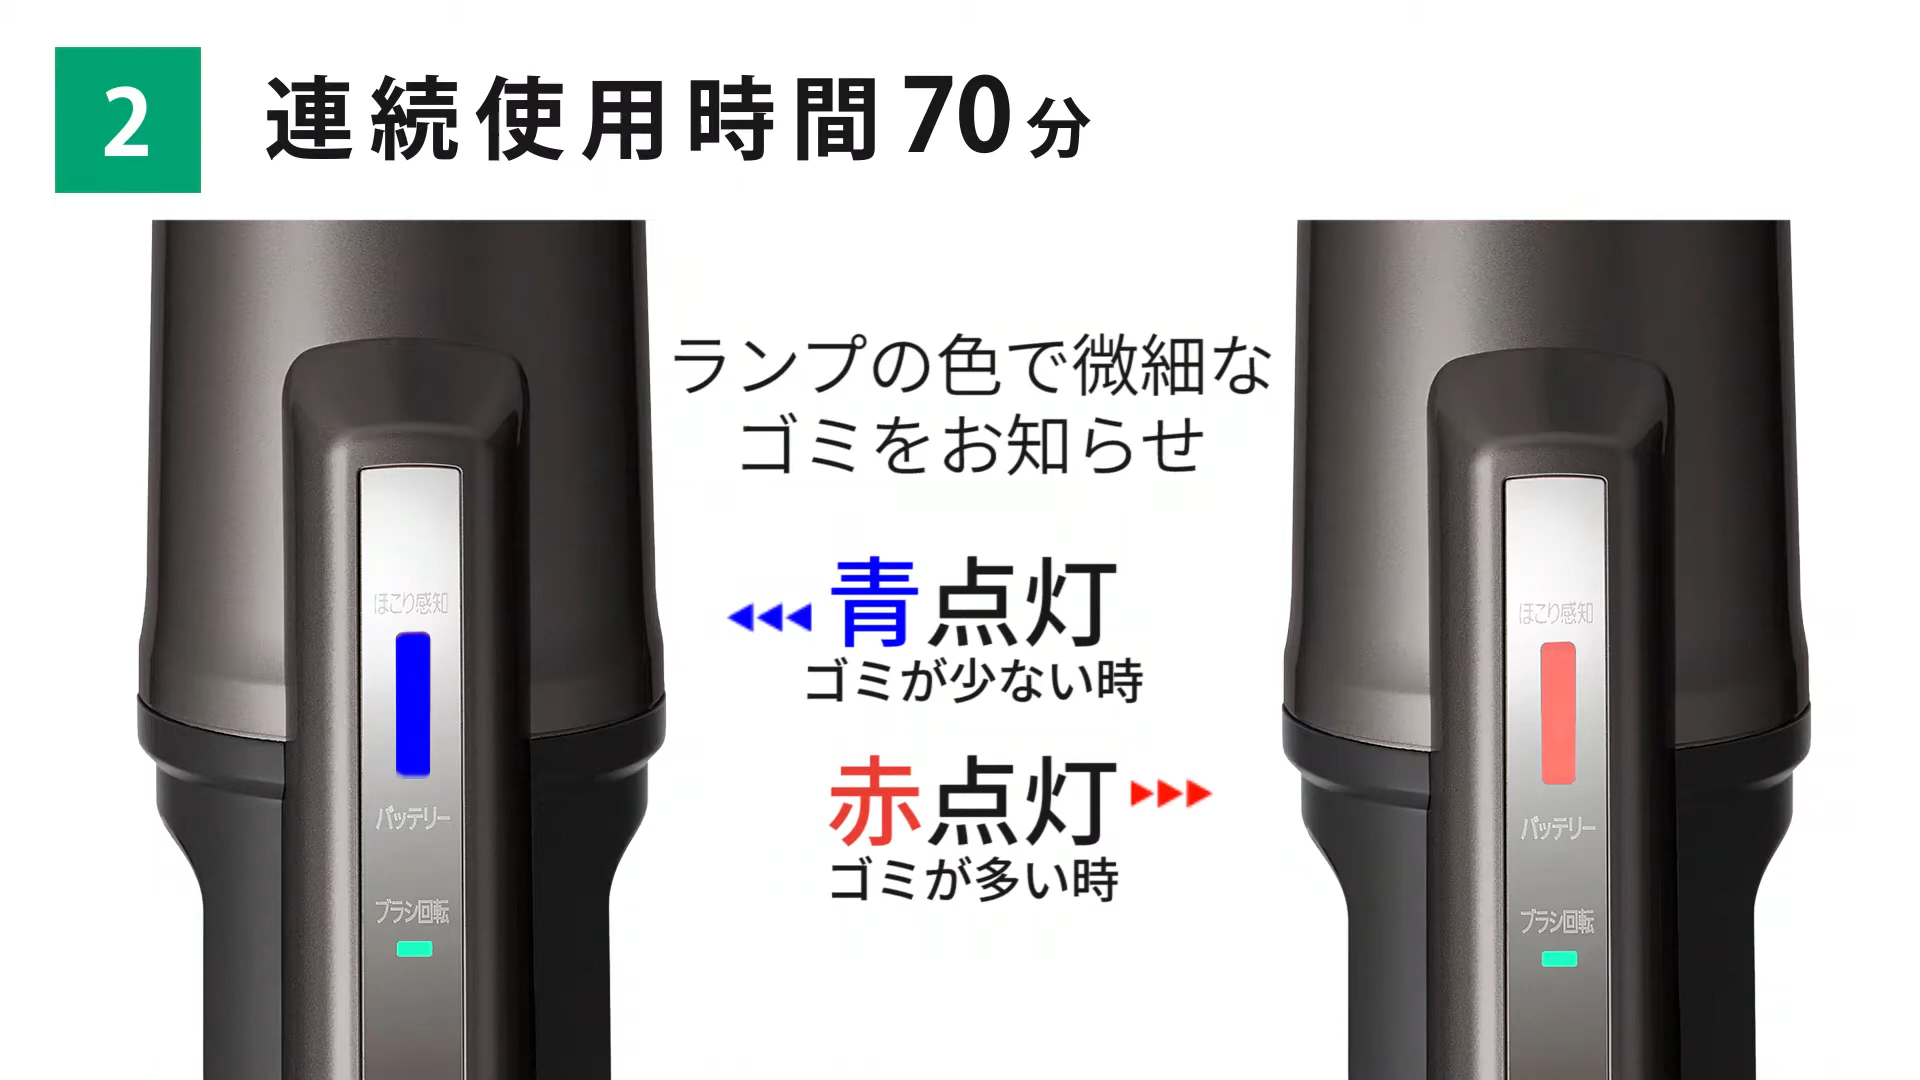 2
連続使用時間70分
ランプの色で微細な
ゴミをお知らせ
青点灯
ゴミが少ない時
赤点灯
ゴミが多い時
ほこり感知
バッテリー
ブラシ回転
ほこり感知
バッテリー
ブラシ回転